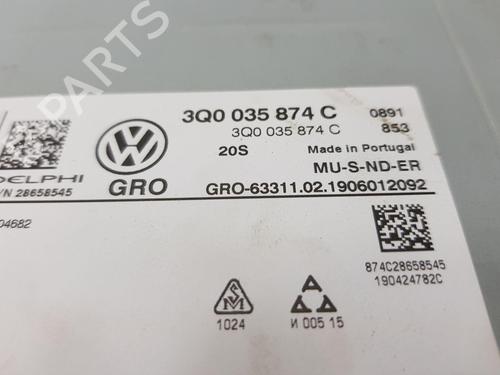 B-PARTS
3Q0 035 874 C 0891
3Q0 035 874 C 853
20S Made in Portugal
MU-S-ND-ER
DELPHI
GRO GRO-63311.02.1906012092
P/N 28658545
04682
874C28658545
190424782C
1024
И 005 15